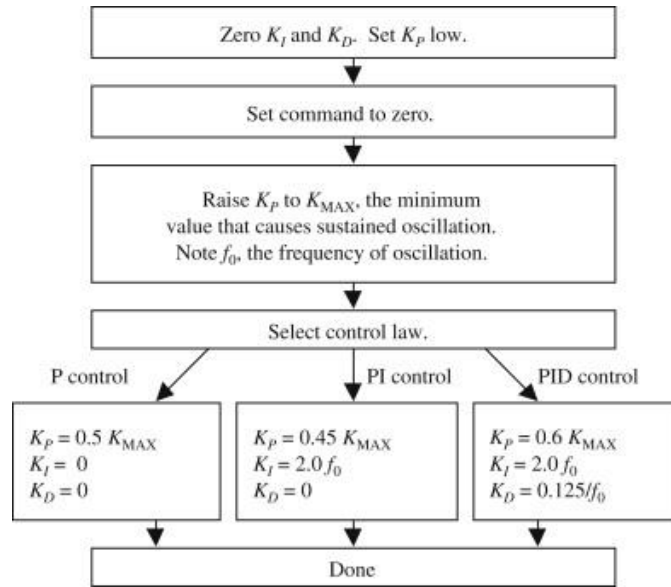 Zero K_I and K_D. Set K_P low.
Set command to zero.
Raise K_P to K_MAX, the minimum
value that causes sustained oscillation.
Note f_0, the frequency of oscillation.
Select control law.
P control
PI control
PID control
K_P = 0.5 K_MAX
K_I = 0
K_D = 0
K_P = 0.45 K_MAX
K_I = 2.0 f_0
K_D = 0
K_P = 0.6 K_MAX
K_I = 2.0 f_0
K_D = 0.125/f_0
Done